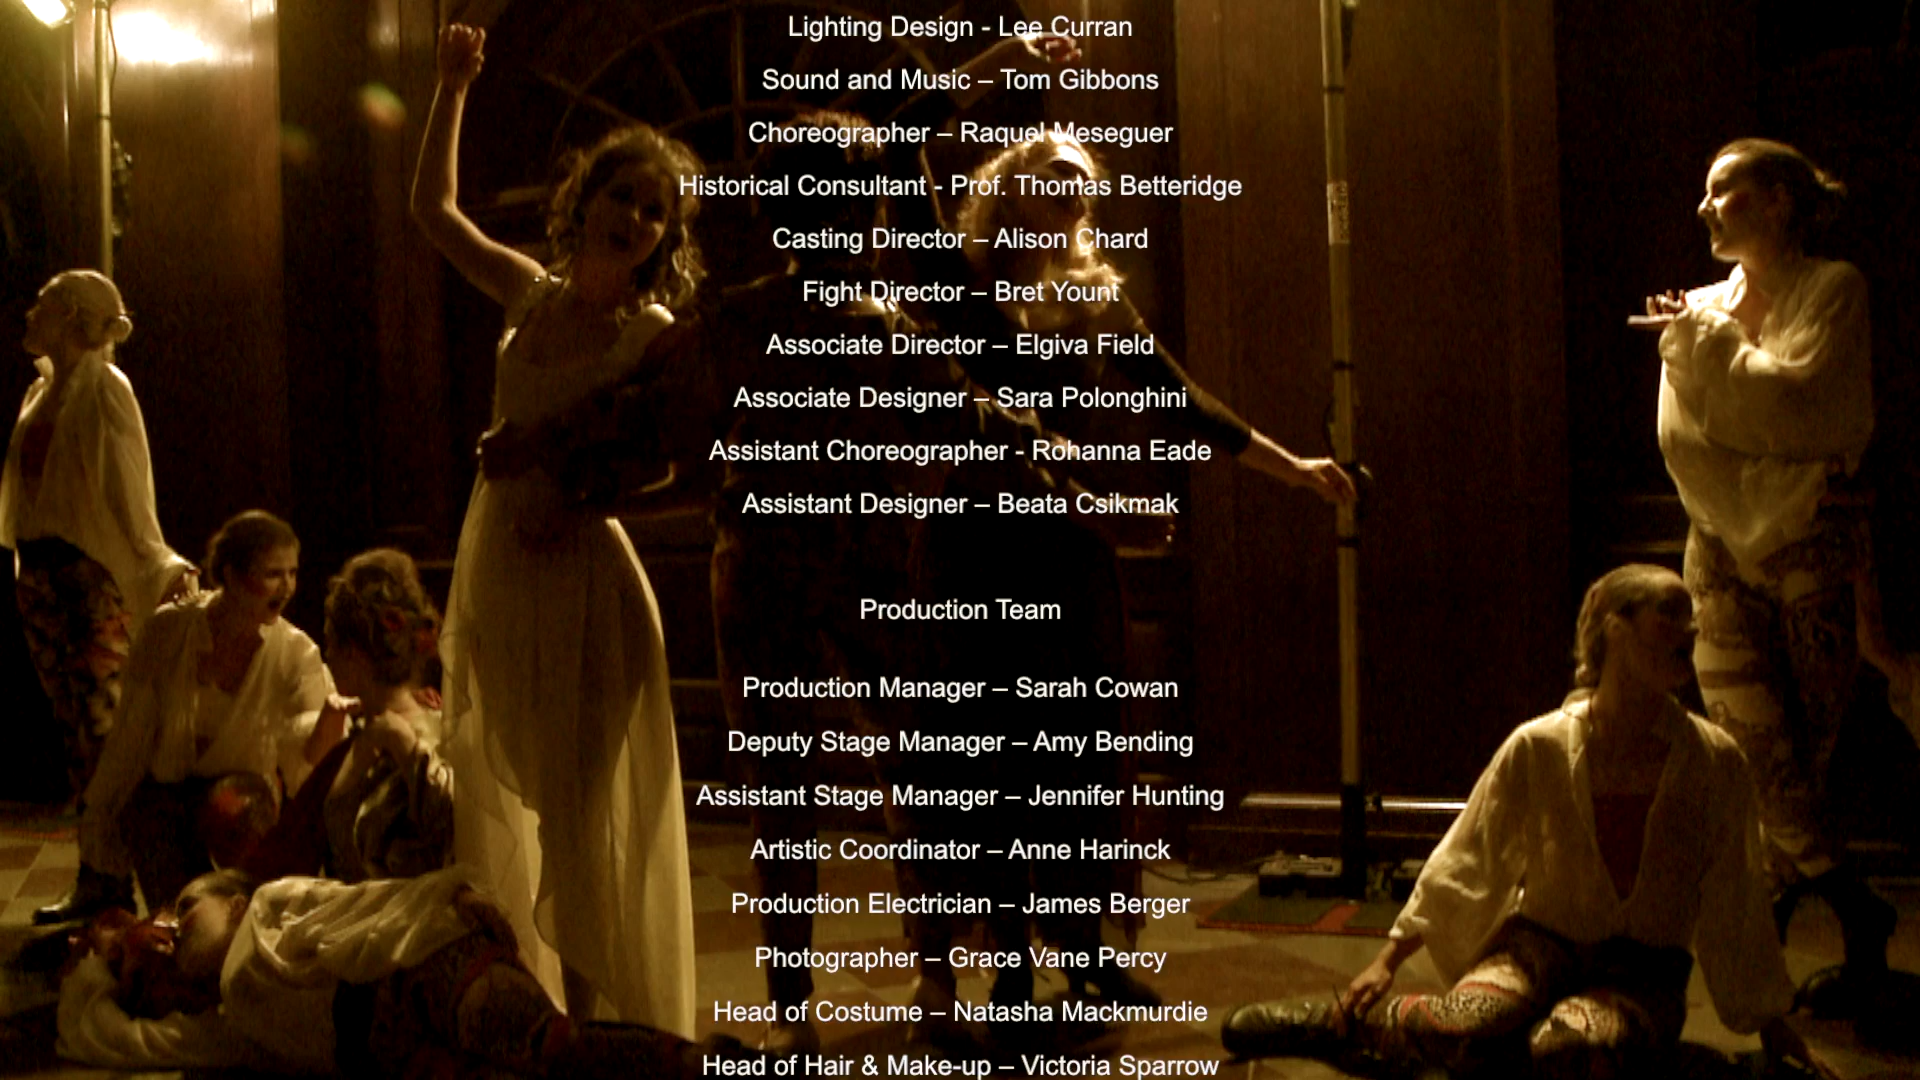 Lighting Design - Lee Curran
Sound and Music – Tom Gibbons
Choreographer – Raquel Meseguer
Historical Consultant - Prof. Thomas Betteridge
Casting Director – Alison Chard
Fight Director – Bret Yount
Associate Director – Elgiva Field
Associate Designer – Sara Polonghini
Assistant Choreographer - Rohanna Eade
Assistant Designer – Beata Csikmak
Production Team
Production Manager – Sarah Cowan
Deputy Stage Manager – Amy Bending
Assistant Stage Manager – Jennifer Hunting
Artistic Coordinator – Anne Harinck
Production Electrician – James Berger
Photographer – Grace Vane Percy
Head of Costume – Natasha Mackmurdie
Head of Hair & Make-up – Victoria Sparrow